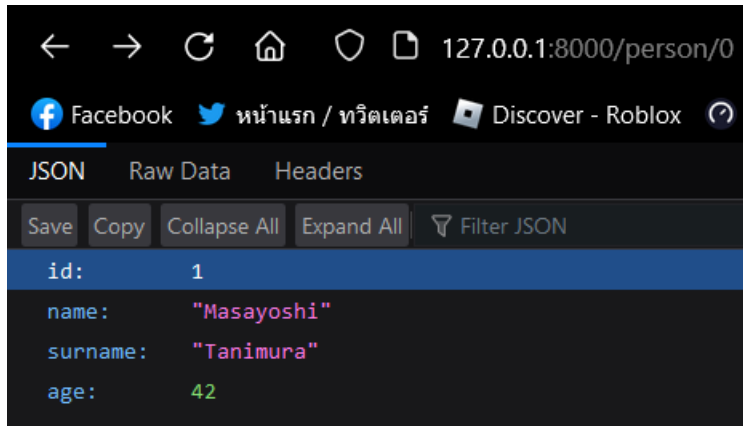 127.0.0.1:8000/person/0
Facebook หน้าแรก / ทวิตเตอร์ Discover - Roblox
JSON Raw Data Headers
Save Copy Collapse All Expand All Filter JSON
id: 1
name: "Masayoshi"
surname: "Tanimura"
age: 42